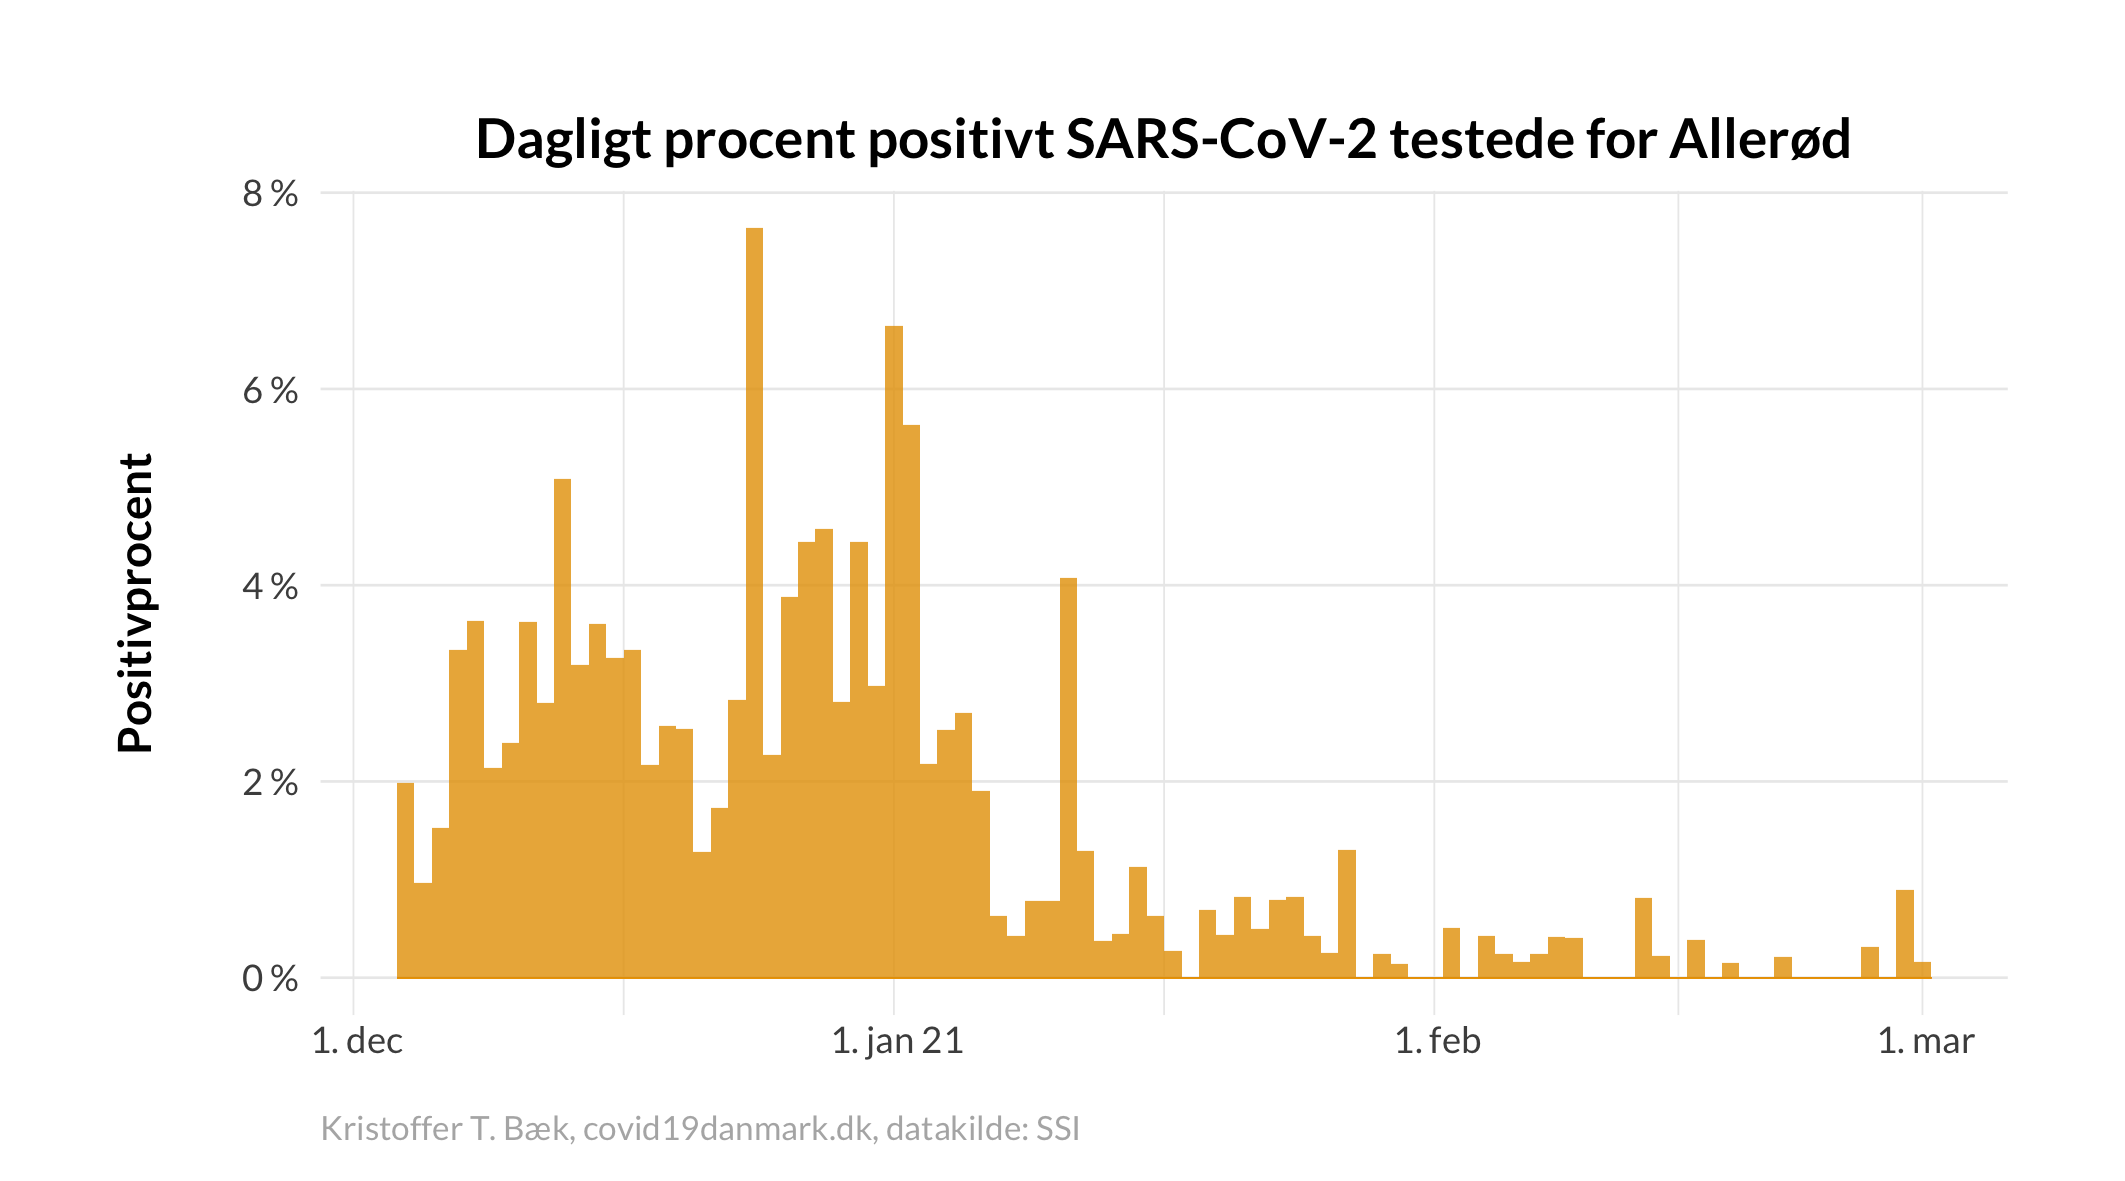 Dagligt procent positivt SARS-CoV-2 testede for Allerød
Positivprocent
8 %
6 %
4 %
2 %
0 %
1. dec
1. jan 21
1. feb
1. mar
Kristoffer T. Bæk, covid19danmark.dk, datakilde: SSI